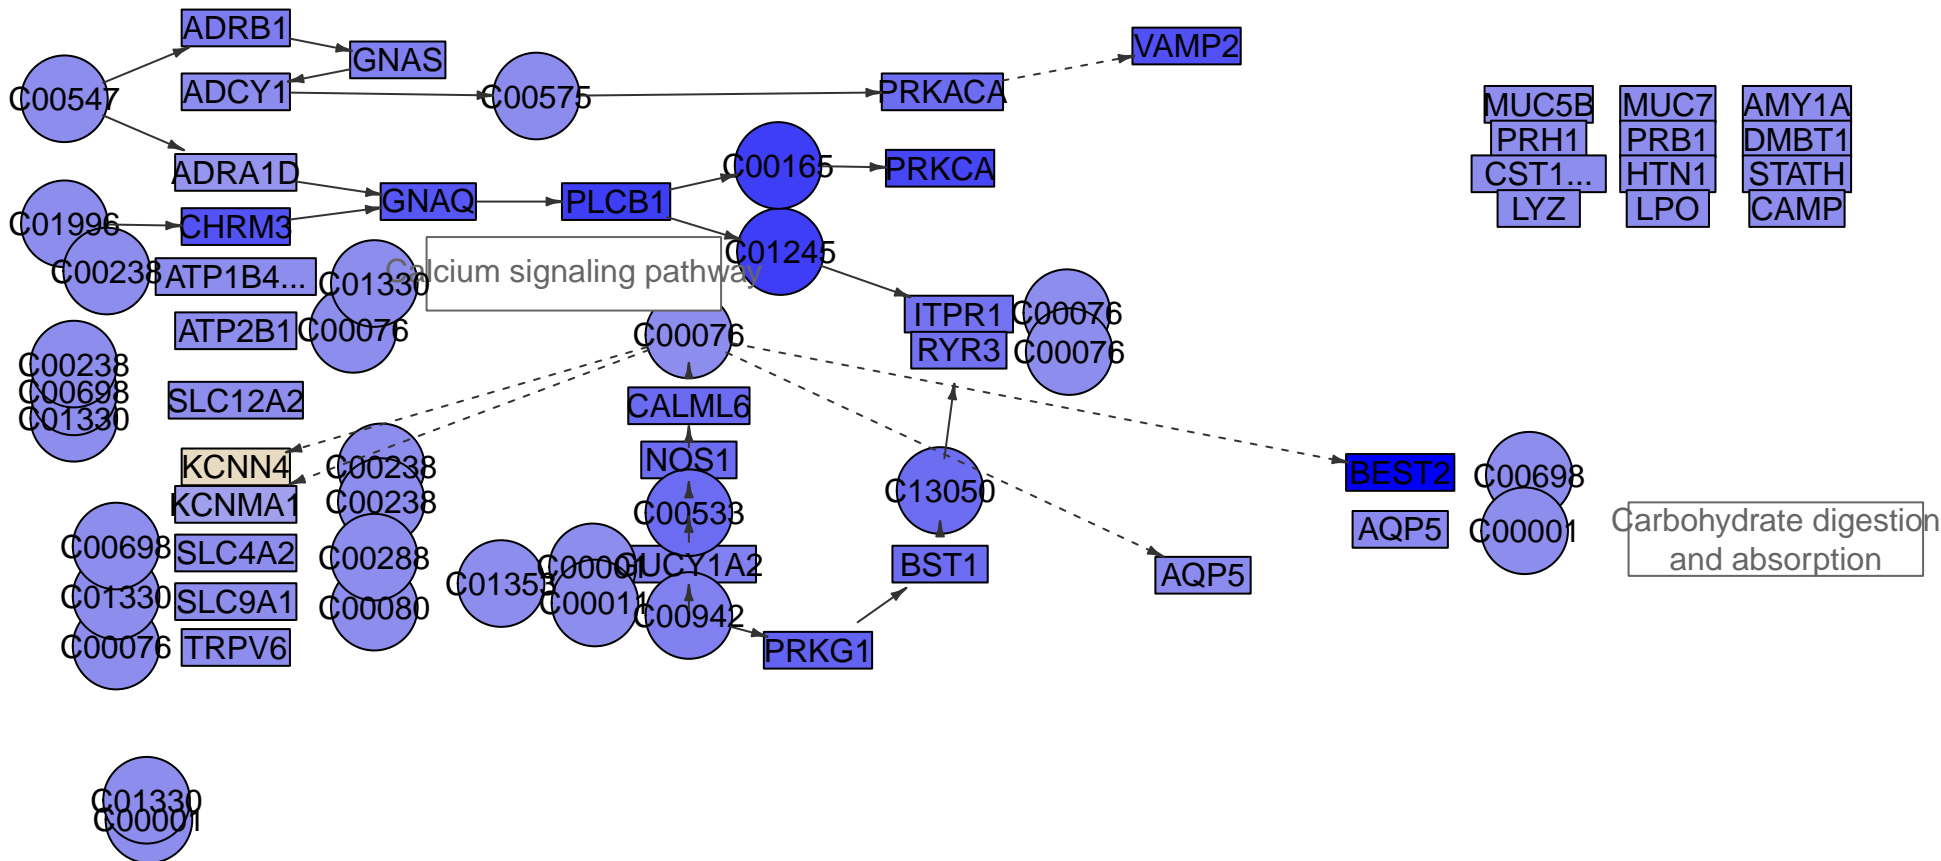 ADRB1
GNAS
VAMP2
C00547
ADCY1
C00575
PRKACA
MUC5B
MUC7
AMY1A
PRH1
PRB1
DMBT1
ADRA1D
C00165
PRKCA
CST1...
HTN1
STATH
GNAQ
PLCB1
LYZ
LPO
CAMP
C01996
CHRM3
C01245
C00238
ATP1B4...
C01330
Calcium signaling pathway
ATP2B1
C00076
C00076
ITPR1
C00076
RYR3
C00076
C00238
C00698
C01330
SLC12A2
CALML6
KCNN4
C00238
NOS1
BEST2
C00698
KCNMA1
C00238
C00533
C13050
AQP5
C00001
Carbohydrate digestion
and absorption
C00698
SLC4A2
C00288
C01353
C00001
GUCY1A2
BST1
AQP5
C01330
SLC9A1
C00080
C00011
C00942
C00076
TRPV6
PRKG1
C01330
C00001